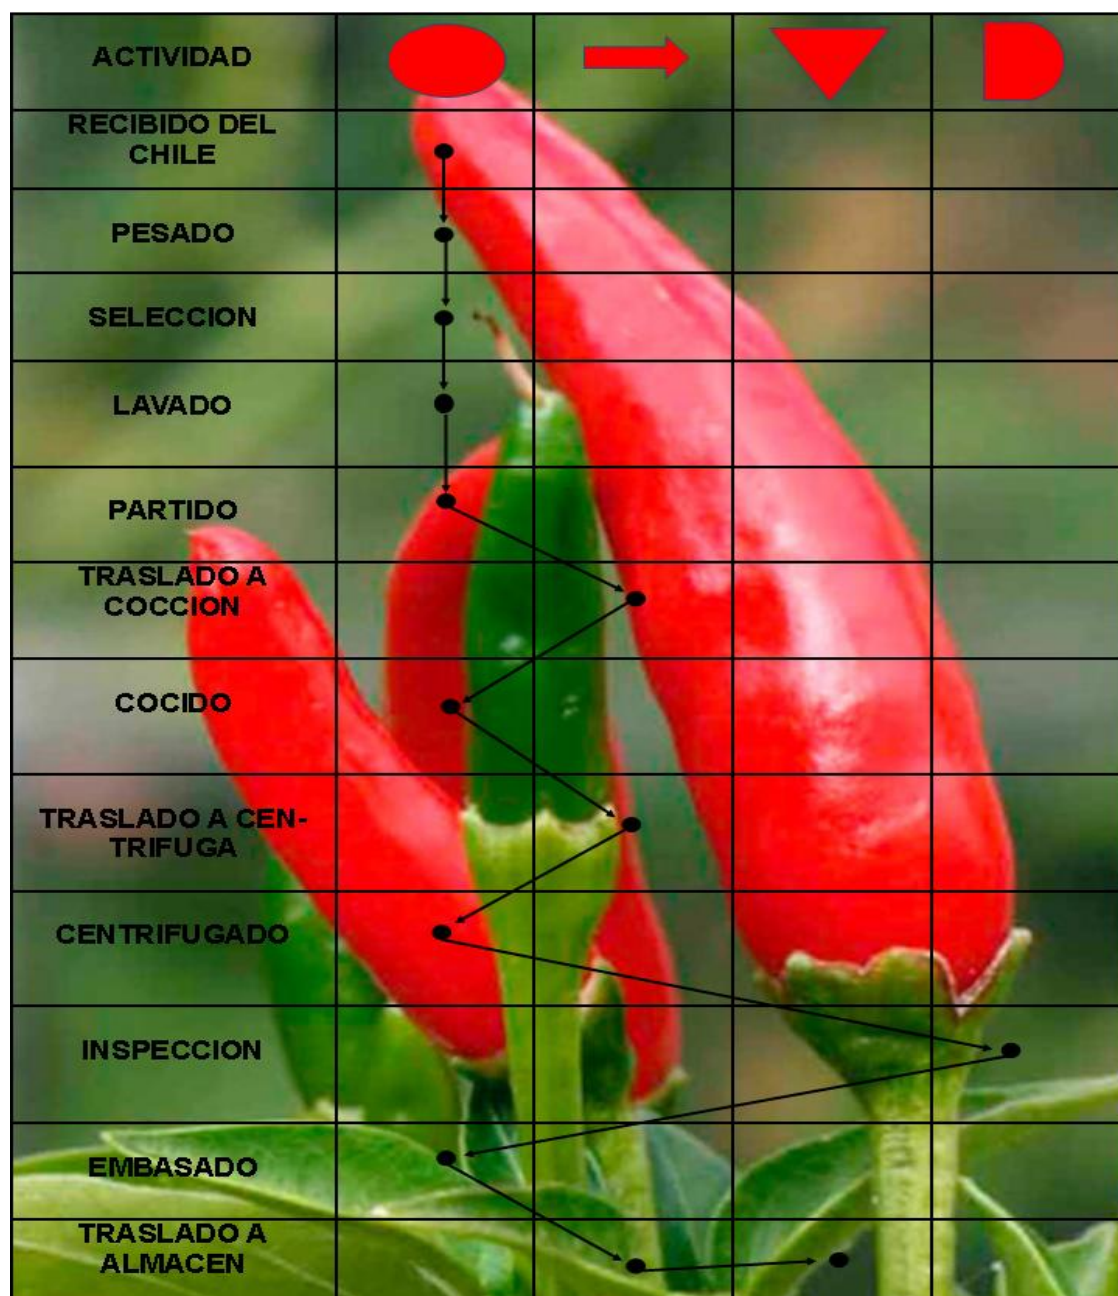 ACTIVIDAD
RECIBIDO DEL
CHILE
PESADO
SELECCION
LAVADO
PARTIDO
TRASLADO A
COCCION
COCIDO
TRASLADO A CEN-
TRIFUGA
CENTRIFUGADO
INSPECCION
EMBASADO
TRASLADO A
ALMACEN